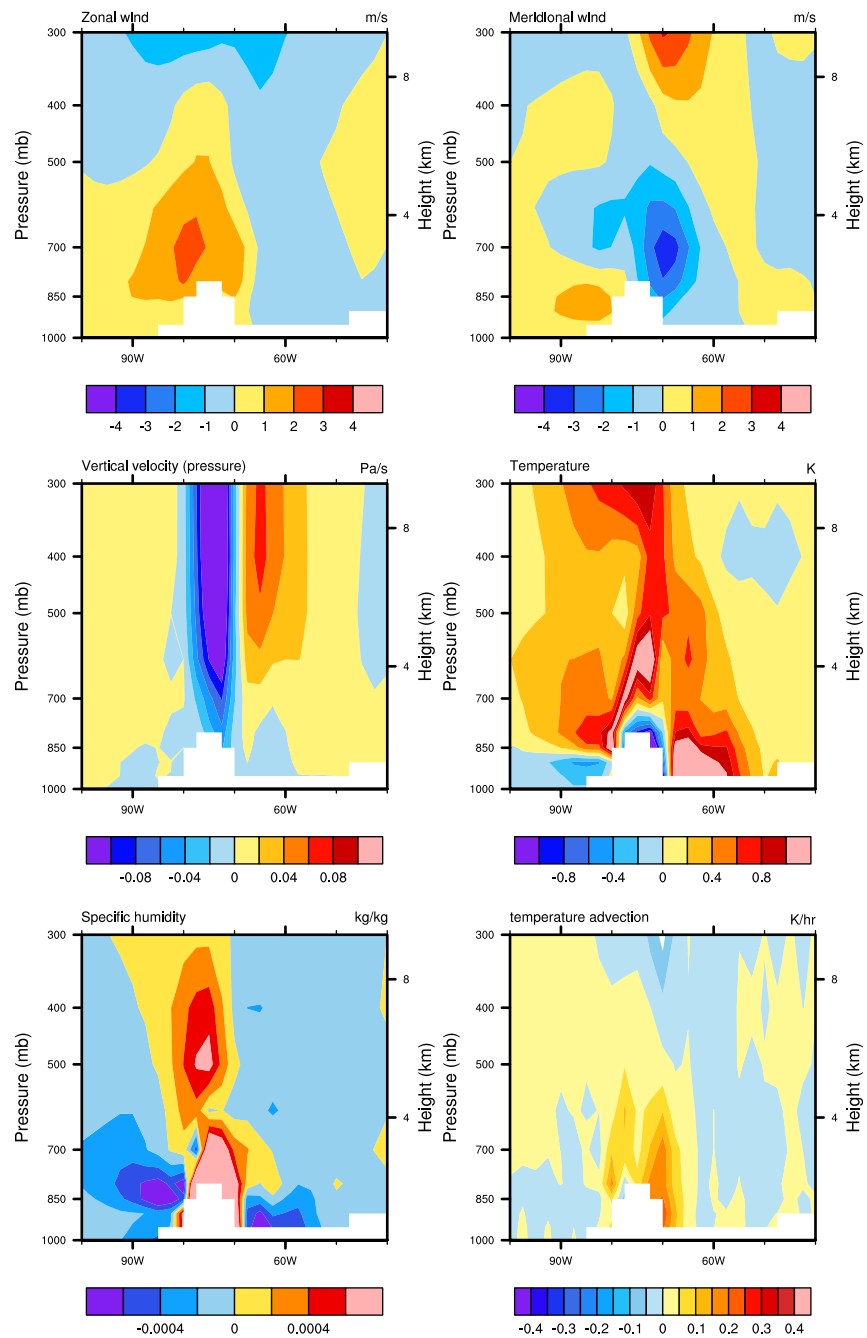 Zonal wind m/s
300
400
500
700
850
1000
Pressure (mb)
8
4
Height (km)
90W 60W
-4 -3 -2 -1 0 1 2 3 4
Meridional wind m/s
300
400
500
700
850
1000
Pressure (mb)
8
4
Height (km)
90W 60W
-4 -3 -2 -1 0 1 2 3 4
Vertical velocity (pressure) Pa/s
300
400
500
700
850
1000
Pressure (mb)
8
4
Height (km)
90W 60W
-0.08 -0.04 0 0.04 0.08
Temperature K
300
400
500
700
850
1000
Pressure (mb)
8
4
Height (km)
90W 60W
-0.8 -0.4 0 0.4 0.8
Specific humidity kg/kg
300
400
500
700
850
1000
Pressure (mb)
8
4
Height (km)
90W 60W
-0.0004 0 0.0004
temperature advection K/hr
300
400
500
700
850
1000
Pressure (mb)
8
4
Height (km)
90W 60W
-0.4 -0.3 -0.2 -0.1 0 0.1 0.2 0.3 0.4